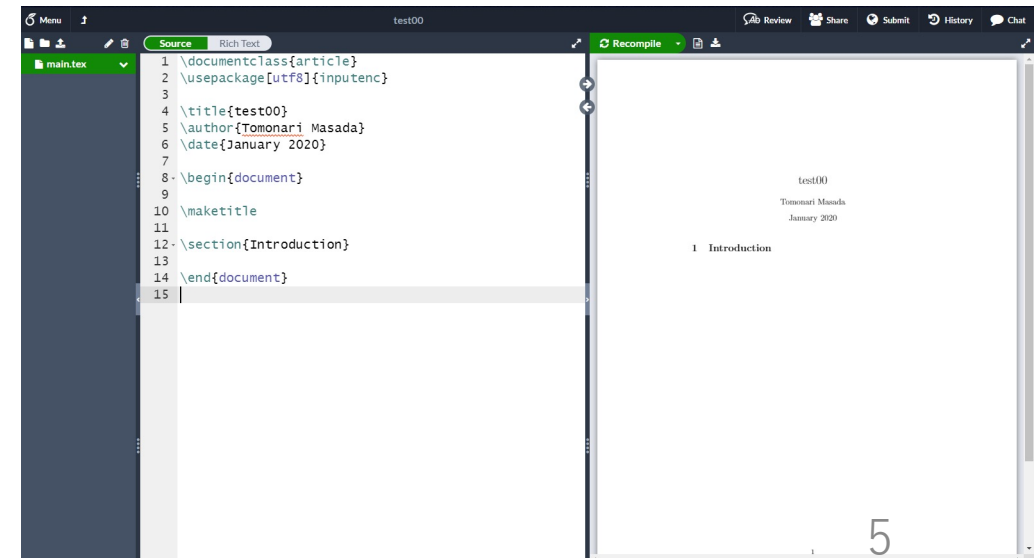 Menu
test00
Review
Share
Submit
History
Chat
Source
Rich Text
Recompile
main.tex
1 \documentclass{article}
2 \usepackage[utf8]{inputenc}
3
4 \title{test00}
5 \author{Tomonari Masada}
6 \date{January 2020}
7
8 \begin{document}
9
10 \maketitle
11
12 \section{Introduction}
13
14 \end{document}
15
test00
Tomonari Masada
January 2020
1 Introduction
1
5